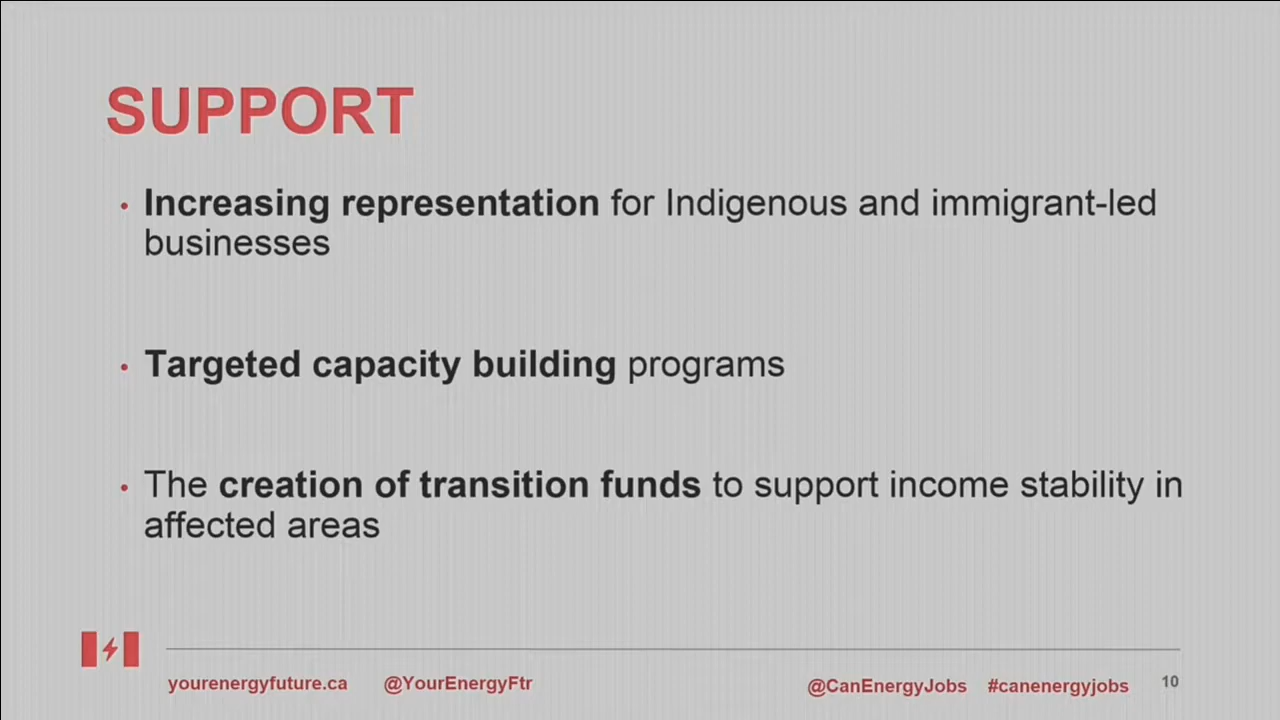 SUPPORT
• Increasing representation for Indigenous and immigrant-led
businesses
• Targeted capacity building programs
• The creation of transition funds to support income stability in
affected areas
yourenergyfuture.ca @YourEnergyFtr @CanEnergyJobs #canenergyjobs 10